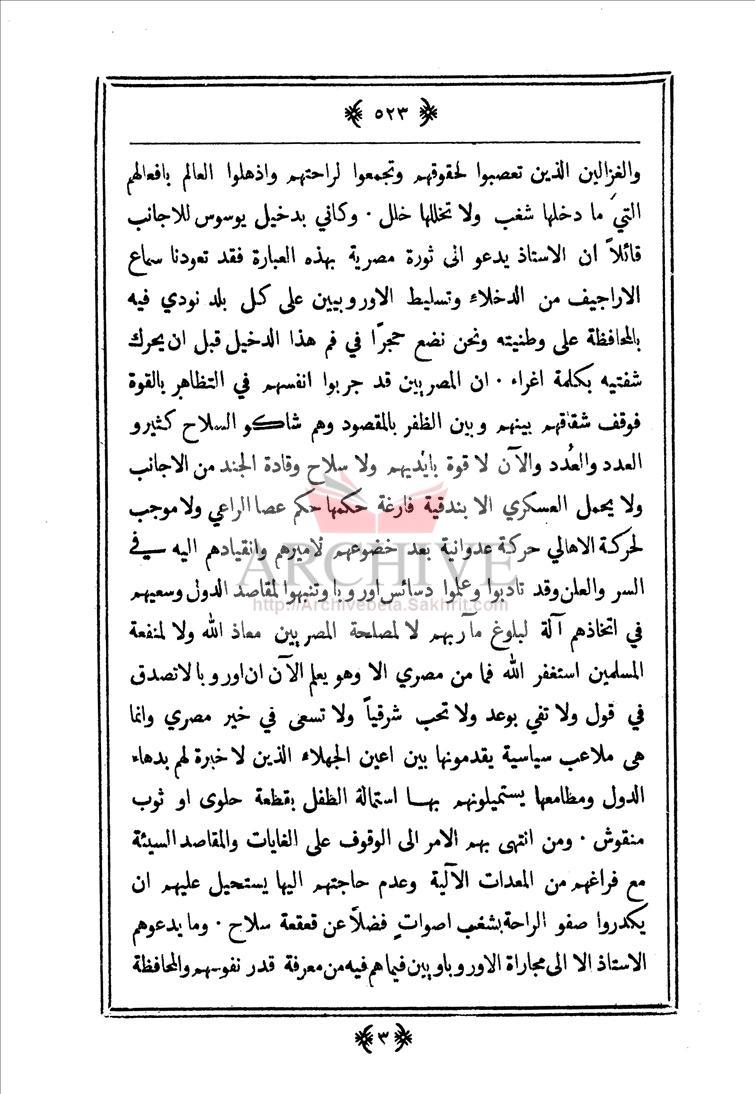 ٥٢٣
والغزالين الذين تعصبوا لحقوقهم وتجمعوا لراحتهم واذهلوا العالم بافعالهم
التي ما دخلها شغب ولا تخللها خلل ٠ وكاني بدخيل يوسوس للاجانب
قائلاً ان الاستاذ يدعو الى ثورة مصرية بهذه العبارة فقد تعودنا سماع
الاراجيف من الدخلاء وتسليط الاوروبيين على كل بلد نودي فيه
بالمحافظة على وطنيته ونحن نضع حجرًا في فم هذا الدخيل قبل ان يحرك
شفتيه بكلمة اغراء ٠ ان المصريين قد جربوا انفسهم في التظاهر بالقوة
فوقف شقاقهم بينهم وبين الظفر بالمقصود وهم شاكو السلاح كثيرو
العدد والعُدد والآن لا قوة بايديهم ولا سلاح وقادة الجند من الاجانب
ولا يحمل العسكري الا بندقية فارغة حكمها حكم عصا الراعي ولا موجب
لحركة الاهالي حركة عدوانية بعد خضوعهم لاميرهم وانقيادهم اليه في
السر والعلن وقد تادبوا وعلموا دسائس اوروبا وتنبهوا لمقاصد الدول وسعيهم
في اتخاذهم آلة لبلوغ مآربهم لا لمصلحة المصريين معاذ الله ولا لمنفعة
المسلمين استغفر الله فما من مصري الا وهو يعلم الآن ان اوروبا لا تصدق
في قول ولا تفي بوعد ولا تحب شرقياً ولا تسعى في خير مصري وانما
هى ملاعب سياسية يقدمونها بين اعين الجهلاء الذين لا خبرة لهم بدهاء
الدول ومطامعها يستميلونهم بها استمالة الظفل بقظعة حلوى او ثوب
منقوش ٠ ومن انتهى بهم الامر الى الوقوف على الغايات والمقاصد السيئة
مع فراغهم من المعدات الآلية وعدم حاجتهم اليها يستحيل عليهم ان
يكدروا صفو الراحة بشغب اصواتٍ فضلاً عن قعقعة سلاح ٠ وما يدعوهم
الاستاذ الا الى مجاراة الاوروباويين فيما هم فيه من معرفة قدر نفوسهم والمحافظة
٣
ARCHIVE
http://Archivebeta.Sakhrit.com